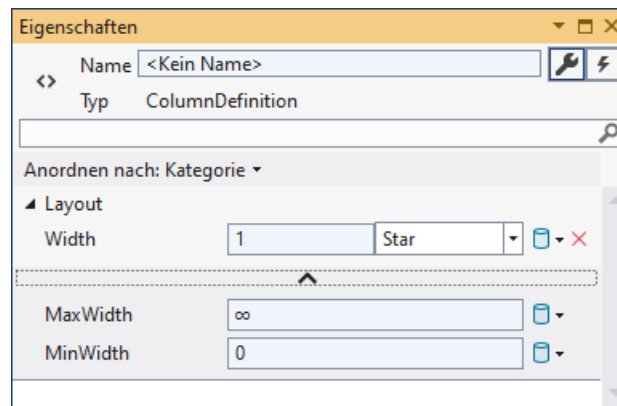 Eigenschaften
Name <Kein Name>
Typ ColumnDefinition
Anordnen nach: Kategorie
Layout
Width 1 Star
MaxWidth ∞
MinWidth 0